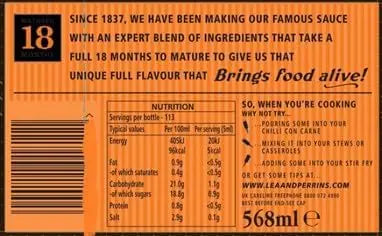 MATURED
18
MONTHS
SINCE 1837, WE HAVE BEEN MAKING OUR FAMOUS SAUCE
WITH AN EXPERT BLEND OF INGREDIENTS THAT TAKE A
FULL 18 MONTHS TO MATURE TO GIVE US THAT
UNIQUE FULL FLAVOUR THAT Brings food alive!
NUTRITION
Servings per bottle - 113
Typical values Per 100ml Per serving (5ml)
Energy 405kJ 20kJ
96kcal 5kcal
Fat 0.9g <0.5g
-of which saturates 0.4g <0.5g
Carbohydrate 21.0g 1.1g
-of which sugars 18.8g 0.9g
Protein 0.8g <0.5g
Salt 2.9g 0.1g
SO, WHEN YOU'RE COOKING
WHY NOT TRY...
...POURING SOME INTO YOUR
CHILLI CON CARNE
...MIXING IT INTO YOUR STEWS OR
CASSEROLES
...ADDING SOME INTO YOUR STIR FRY
OR GET SOME TIPS AT...
WWW.LEAANDPERRINS.COM
UK CARELINE FREEPHONE 0800 072 4090
BEST BEFORE END-SEE CAP
568ml ℮